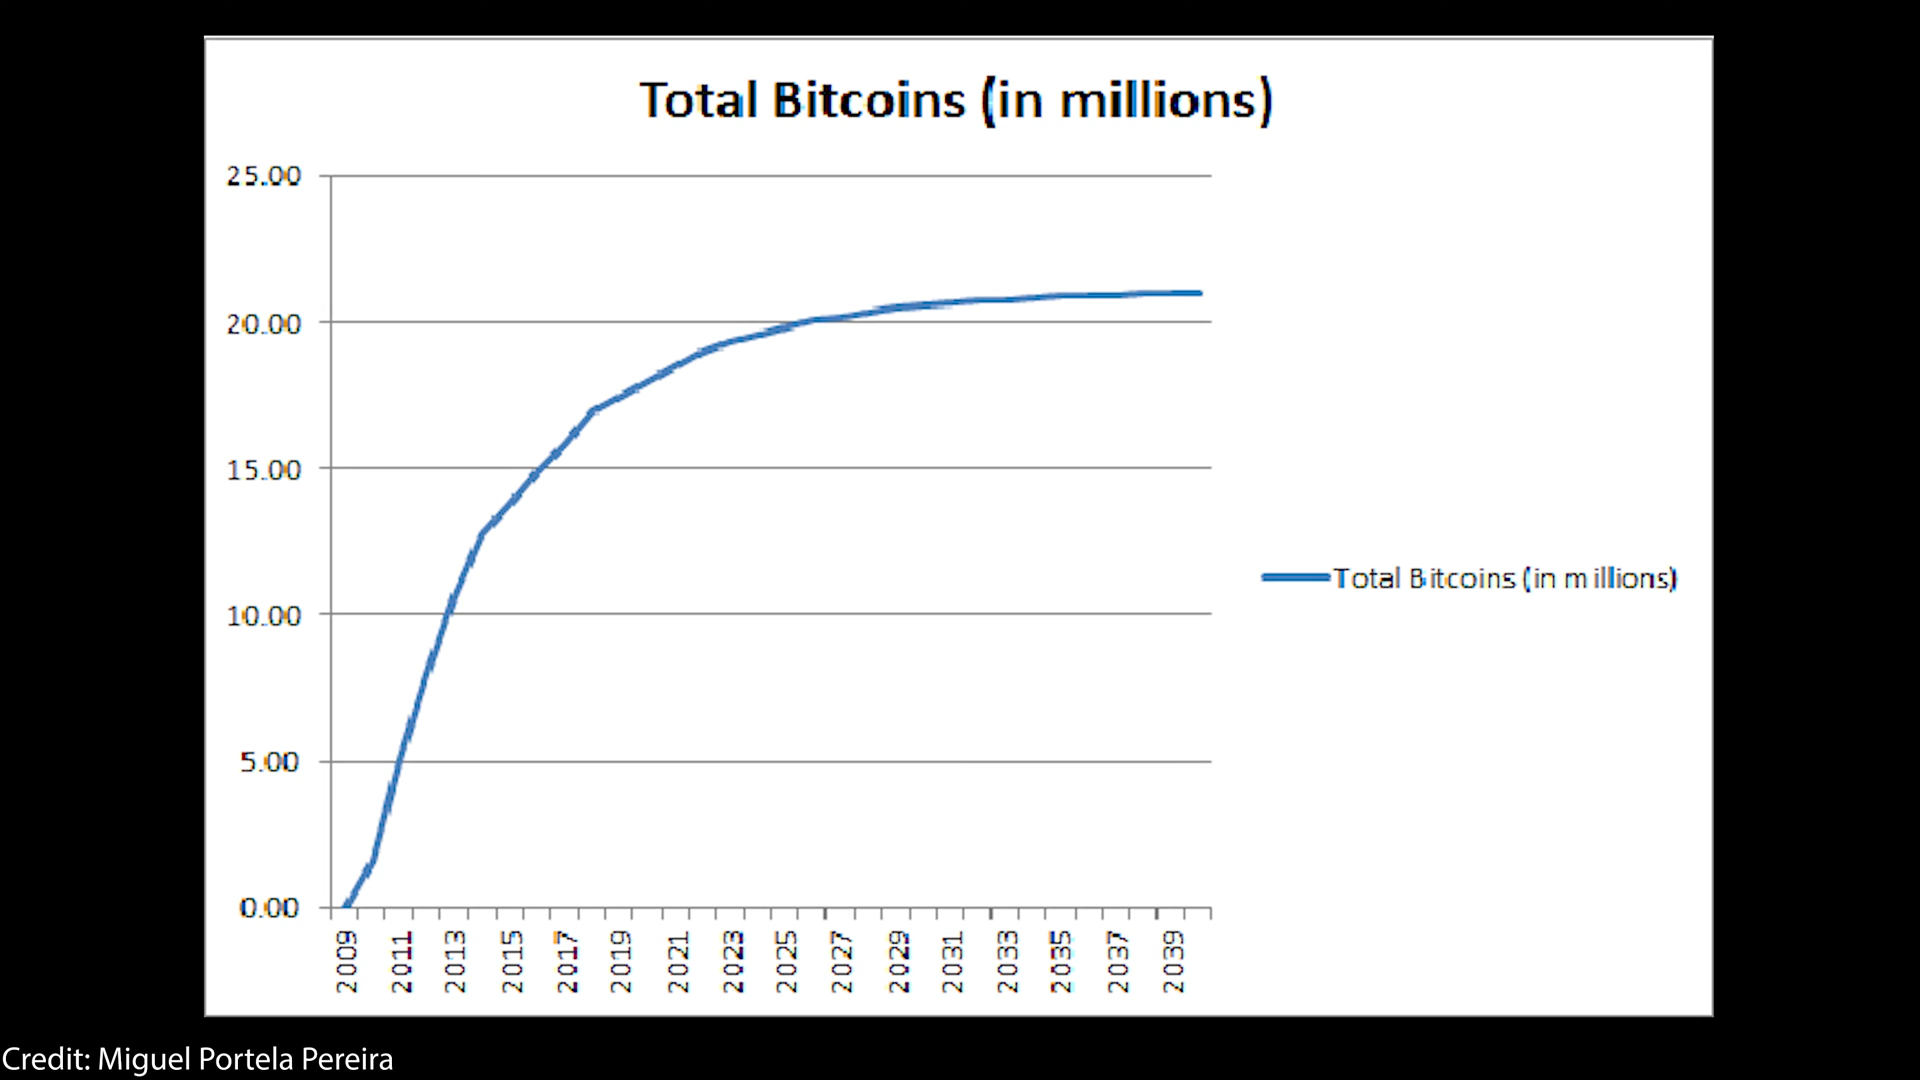 Total Bitcoins (in millions)
25.00
20.00
15.00
10.00
5.00
0.00
Total Bitcoins (in millions)
2009 2011 2013 2015 2017 2019 2021 2023 2025 2027 2029 2031 2033 2035 2037 2039
Credit: Miguel Portela Pereira